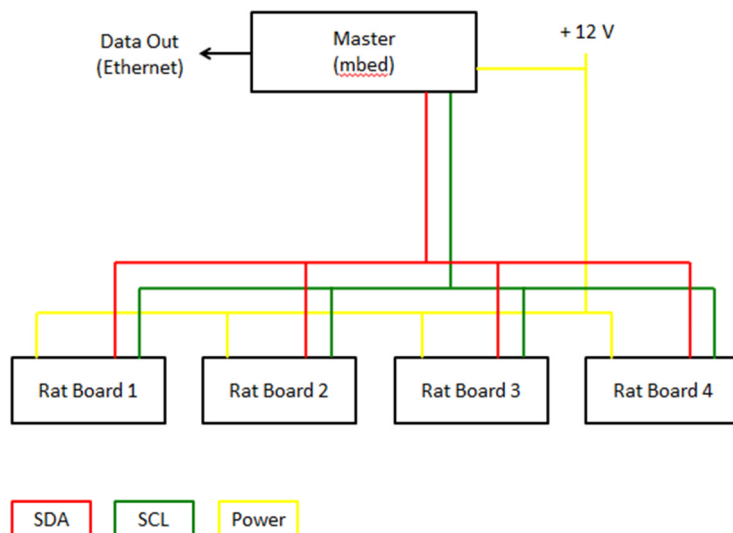 Data Out
(Ethernet)
Master
(mbed)
+ 12 V
Rat Board 1
Rat Board 2
Rat Board 3
Rat Board 4
SDA
SCL
Power